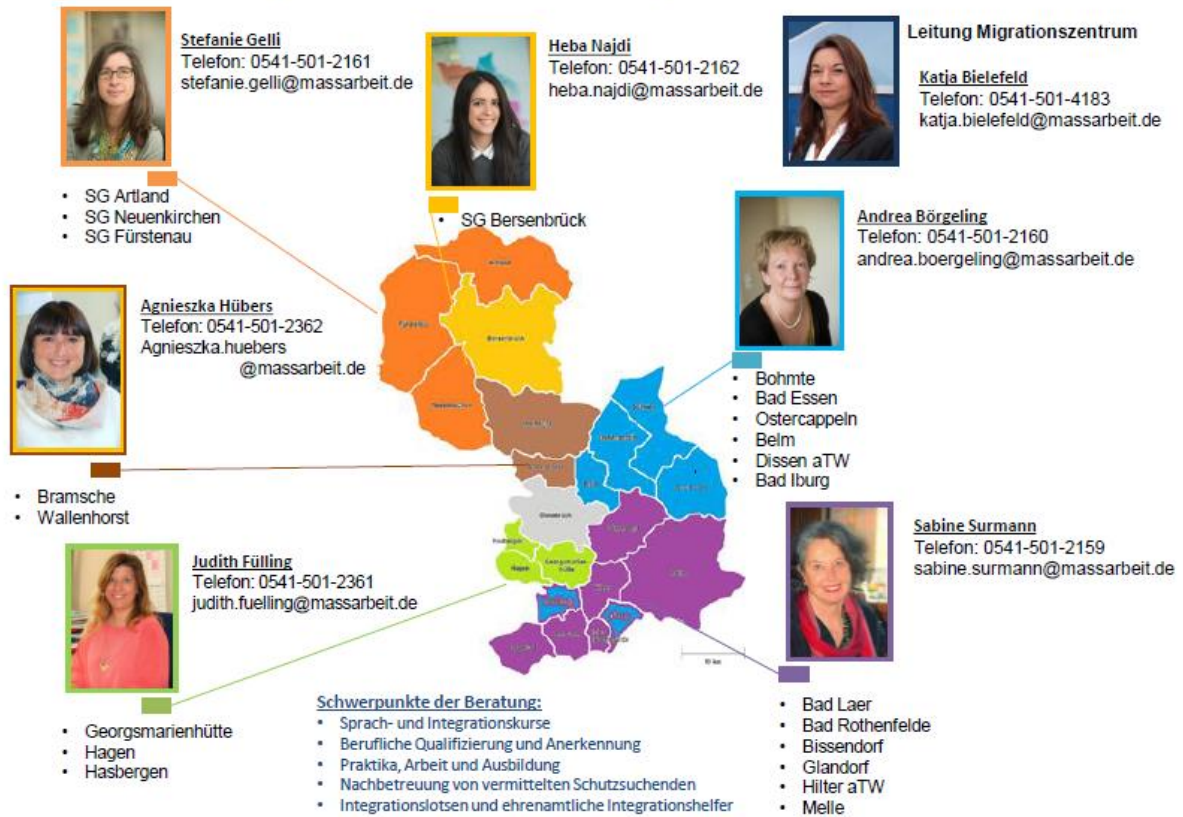 Stefanie Gelli
Telefon: 0541-501-2161
stefanie.gelli@massarbeit.de
• SG Artland
• SG Neuenkirchen
• SG Fürstenau
Heba Najdi
Telefon: 0541-501-2162
heba.najdi@massarbeit.de
• SG Bersenbrück
Leitung Migrationszentrum
Katja Bielefeld
Telefon: 0541-501-4183
katja.bielefeld@massarbeit.de
Andrea Börgeling
Telefon: 0541-501-2160
andrea.boergeling@massarbeit.de
• Bohmte
• Bad Essen
• Ostercappeln
• Belm
• Dissen aTW
• Bad Iburg
Agnieszka Hübers
Telefon: 0541-501-2362
Agnieszka.huebers
@massarbeit.de
• Bramsche
• Wallenhorst
Bersenbrück
Osnabrück
Hagen
Judith Fülling
Telefon: 0541-501-2361
judith.fuelling@massarbeit.de
• Georgsmarienhütte
• Hagen
• Hasbergen
Sabine Surmann
Telefon: 0541-501-2159
sabine.surmann@massarbeit.de
• Bad Laer
• Bad Rothenfelde
• Bissendorf
• Glandorf
• Hilter aTW
• Melle
10 km
Schwerpunkte der Beratung:
• Sprach- und Integrationskurse
• Berufliche Qualifizierung und Anerkennung
• Praktika, Arbeit und Ausbildung
• Nachbetreuung von vermittelten Schutzsuchenden
• Integrationslotsen und ehrenamtliche Integrationshelfer